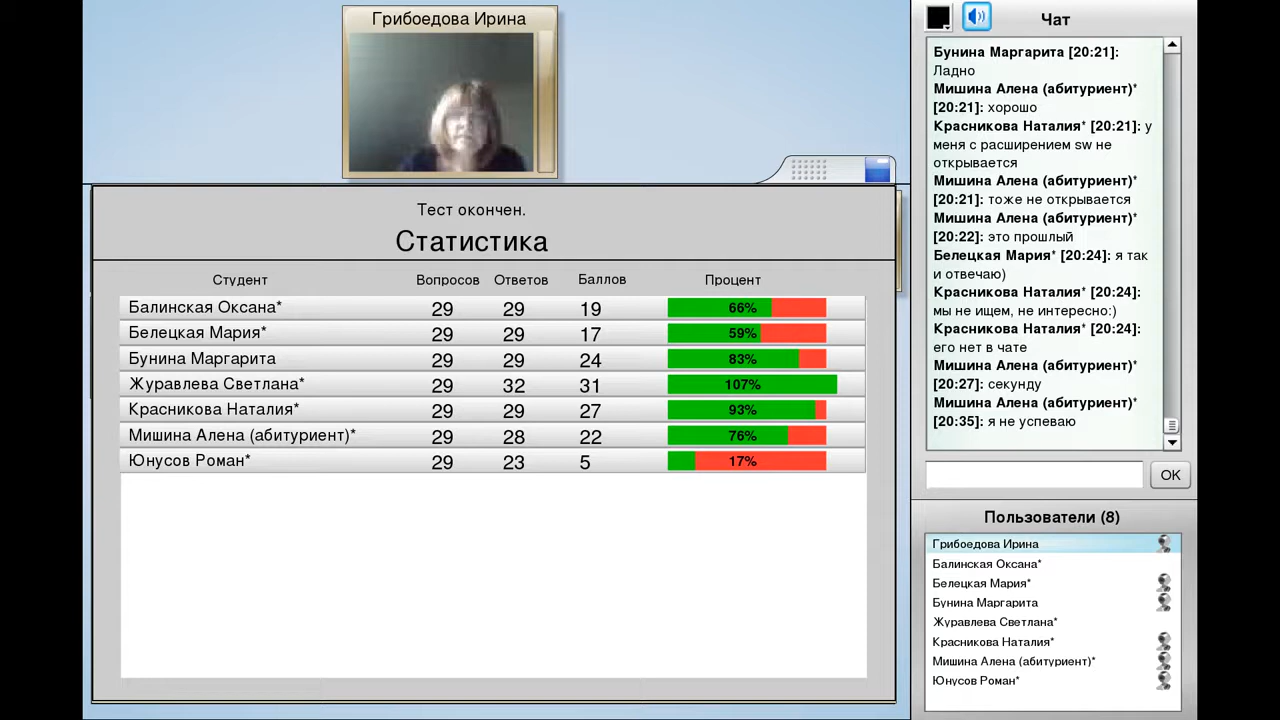 Грибоедова Ирина
Тест окончен.
Статистика
Студент Вопросов Ответов Баллов Процент
Балинская Оксана* 29 29 19 66%
Белецкая Мария* 29 29 17 59%
Бунина Маргарита 29 29 24 83%
Журавлева Светлана* 29 32 31 107%
Красникова Наталия* 29 29 27 93%
Мишина Алена (абитуриент)* 29 28 22 76%
Юнусов Роман* 29 23 5 17%
Чат
Бунина Маргарита [20:21]:
Ладно
Мишина Алена (абитуриент)*
[20:21]: хорошо
Красникова Наталия* [20:21]: у
меня с расширением sw не
открывается
Мишина Алена (абитуриент)*
[20:21]: тоже не открывается
Мишина Алена (абитуриент)*
[20:22]: это прошлый
Белецкая Мария* [20:24]: я так
и отвечаю)
Красникова Наталия* [20:24]:
мы не ищем, не интересно:)
Красникова Наталия* [20:24]:
его нет в чате
Мишина Алена (абитуриент)*
[20:27]: секунду
Мишина Алена (абитуриент)*
[20:35]: я не успеваю
OK
Пользователи (8)
Грибоедова Ирина
Балинская Оксана*
Белецкая Мария*
Бунина Маргарита
Журавлева Светлана*
Красникова Наталия*
Мишина Алена (абитуриент)*
Юнусов Роман*